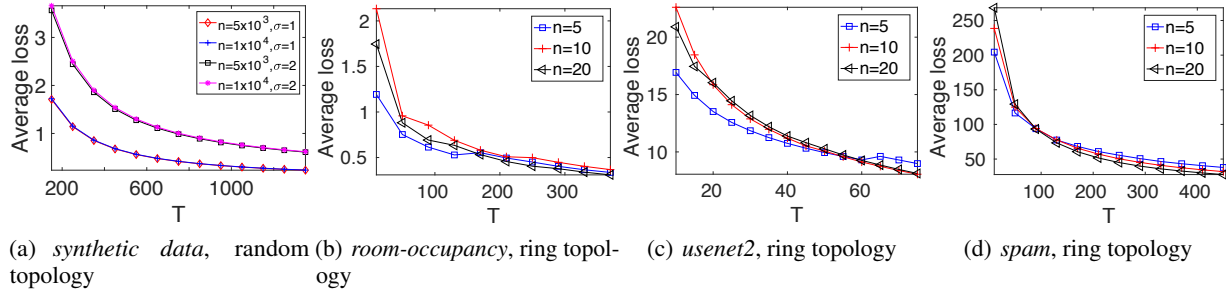 3
2
1
200
600
1000
Average loss
T
n=5x10³,σ=1
n=1x10⁴,σ=1
n=5x10³,σ=2
n=1x10⁴,σ=2
2
1.5
1
0.5
100
200
300
Average loss
T
n=5
n=10
n=20
20
15
10
20
40
60
Average loss
T
n=5
n=10
n=20
250
200
150
100
50
100
200
300
400
Average loss
T
n=5
n=10
n=20
(a) synthetic data, random
topology
(b) room-occupancy, ring topol-
ogy
(c) usenet2, ring topology
(d) spam, ring topology